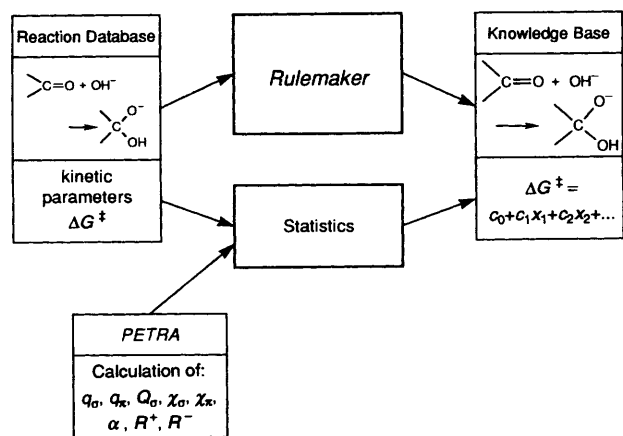 Reaction Database
C=O + OH⁻
→ C O⁻
OH
kinetic
parameters
ΔG‡
Rulemaker
Statistics
PETRA
Calculation of:
qσ, qπ, Qσ, χσ, χπ,
α, R⁺, R⁻
Knowledge Base
C=O + OH⁻
→ C O⁻
OH
ΔG‡ =
c₀+c₁x₁+c₂x₂+...